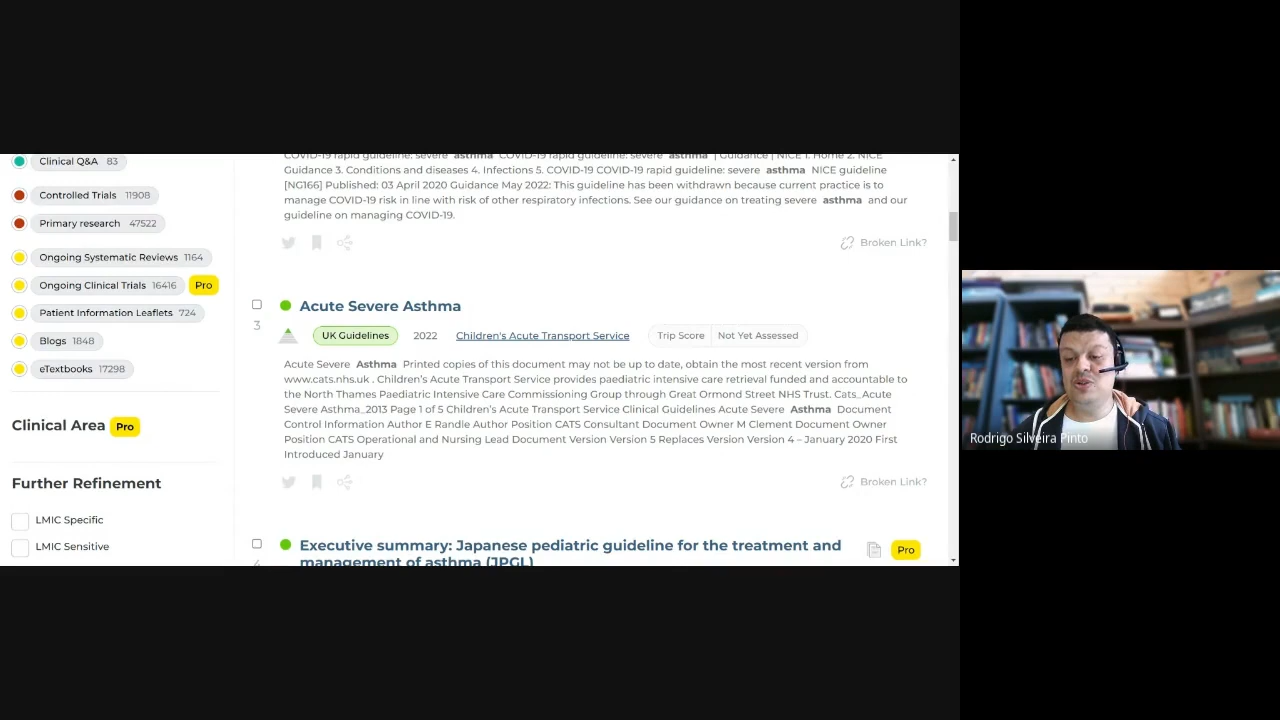 Clinical Q&A 83
Controlled Trials 11908
Primary research 47522
Ongoing Systematic Reviews 1164
Ongoing Clinical Trials 16416 Pro
Patient Information Leaflets 724
Blogs 1848
eTextbooks 17298
Clinical Area Pro
Further Refinement
LMIC Specific
LMIC Sensitive
COVID-19 rapid guideline: severe asthma COVID-19 rapid guideline: severe asthma | Guidance | NICE 1. Home 2. NICE
Guidance 3. Conditions and diseases 4. Infections 5. COVID COVID-19 rapid guideline: severe asthma NICE guideline
[NG166] Published: 03 April 2020 Guidance May 2022: This guideline has been withdrawn because current practice is to
manage COVID-19 risk in line with risk of other respiratory infections. See our guidance on treating severe asthma and our
guideline on managing COVID-19.
Broken Link?
3
Acute Severe Asthma
UK Guidelines 2022 Children's Acute Transport Service Trip Score Not Yet Assessed
Acute Severe Asthma Printed copies of this document may not be up to date, obtain the most recent version from
www.cats.nhs.uk . Children's Acute Transport Service provides paediatric intensive care retrieval funded and accountable to
the North Thames Paediatric Intensive Care Commissioning Group through Great Ormond Street NHS Trust. Cats_Acute
Severe Asthma_2013 Page 1 of 5 Children's Acute Transport Service Clinical Guidelines Acute Severe Asthma Document
Control Information Author E Randle Author Position CATS Consultant Document Owner M Clement Document Owner
Position CATS Operational and Nursing Lead Document Version Version 5 Replaces Version Version 4 – January 2020 First
Introduced January
Broken Link?
4
Executive summary: Japanese pediatric guideline for the treatment and
management of asthma (JPGL)
Pro
Rodrigo Silveira Pinto